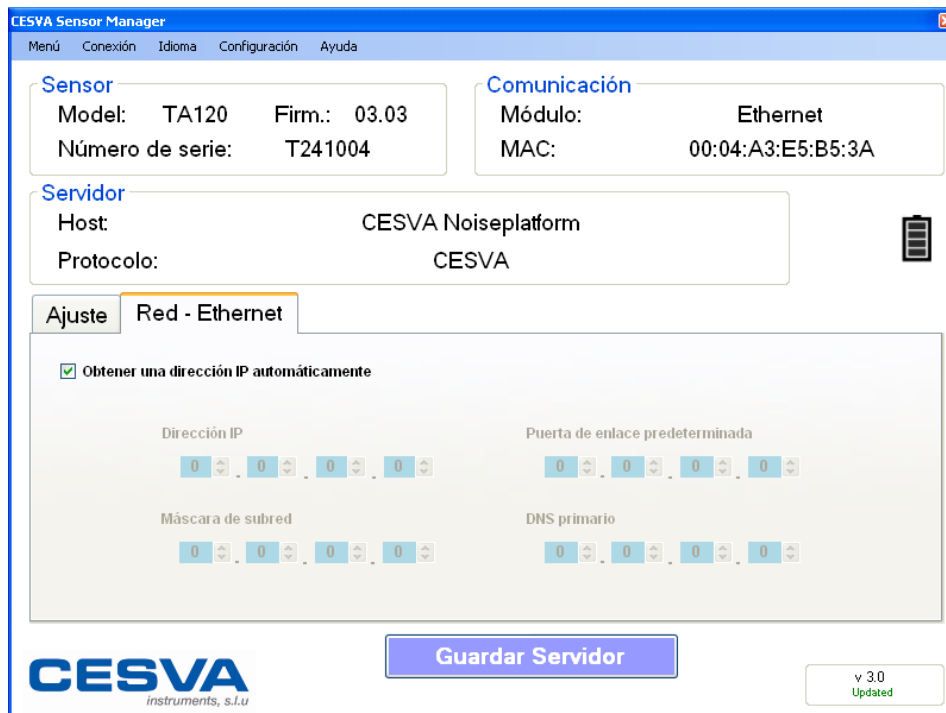 CESVA Sensor Manager
Menú Conexión Idioma Configuración Ayuda
Sensor
Model: TA120 Firm.: 03.03
Número de serie: T241004
Comunicación
Módulo: Ethernet
MAC: 00:04:A3:E5:B5:3A
Servidor
Host: CESVA Noiseplatform
Protocolo: CESVA
Ajuste Red - Ethernet
Obtener una dirección IP automáticamente
Dirección IP
0 . 0 . 0 . 0
Puerta de enlace predeterminada
0 . 0 . 0 . 0
Máscara de subred
0 . 0 . 0 . 0
DNS primario
0 . 0 . 0 . 0
Guardar Servidor
CESVA
instruments, s.l.u
v 3.0
Updated